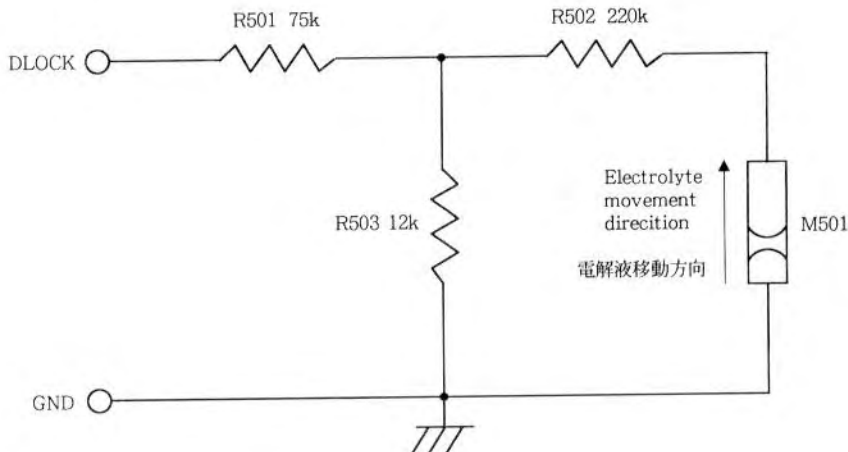 R501 75k
R502 220k
DLOCK
R503 12k
Electrolyte
movement
direcition
電解液移動方向
M501
GND